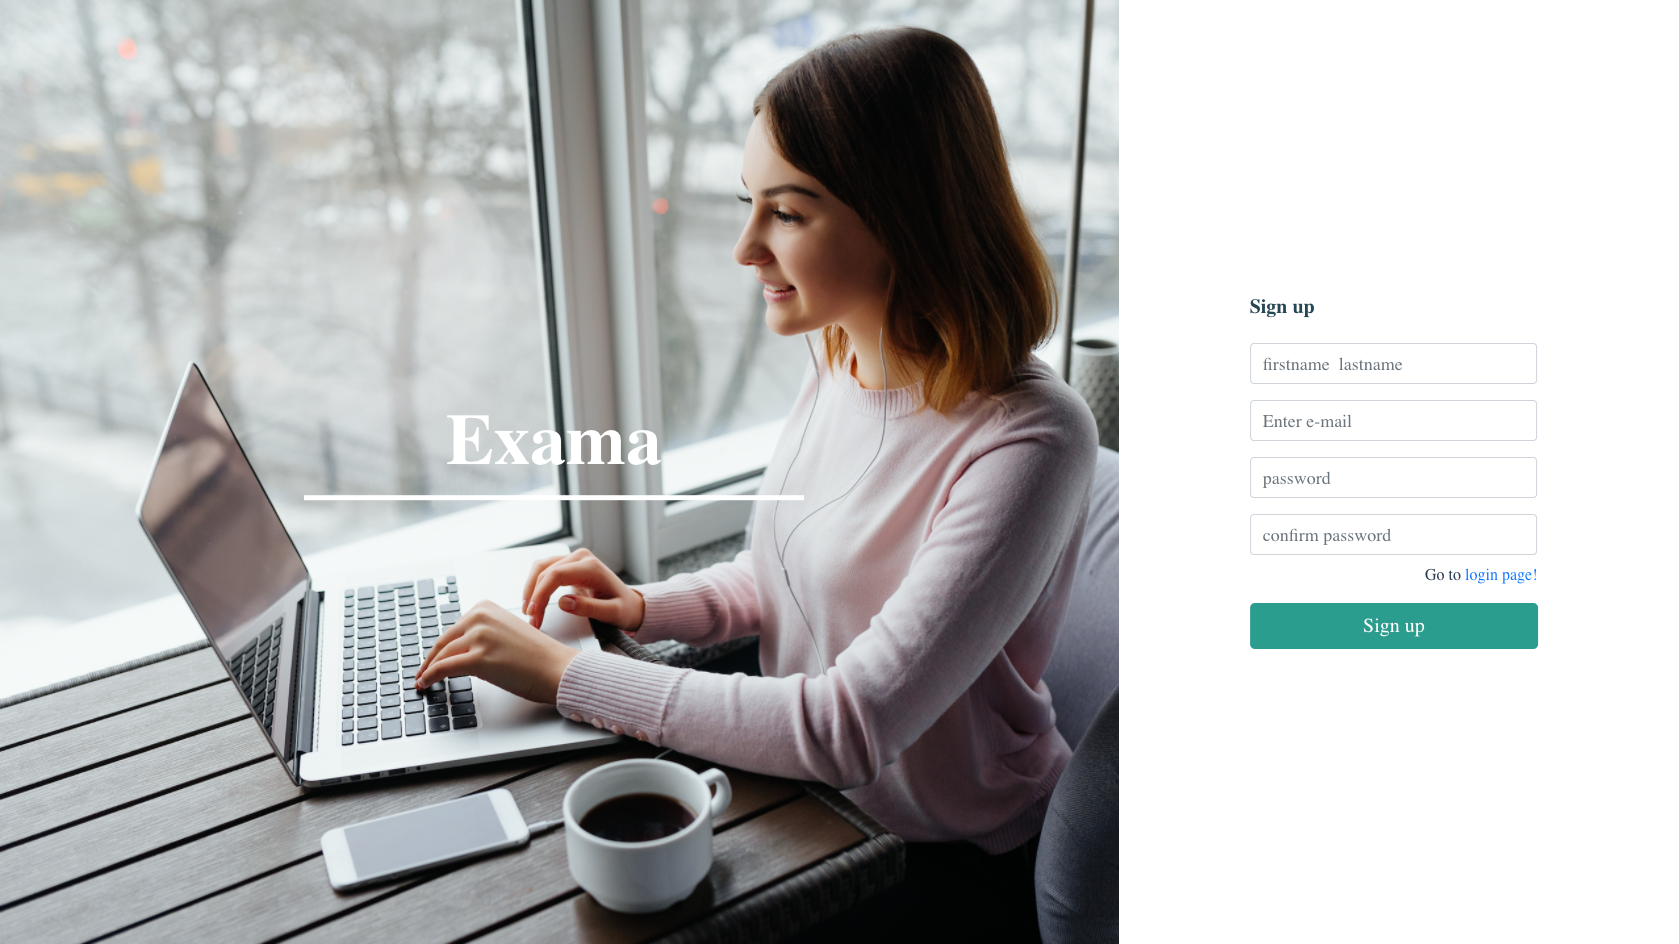 Exama
Sign up
firstname  lastname
Enter e-mail
password
confirm password
Go to login page!
Sign up